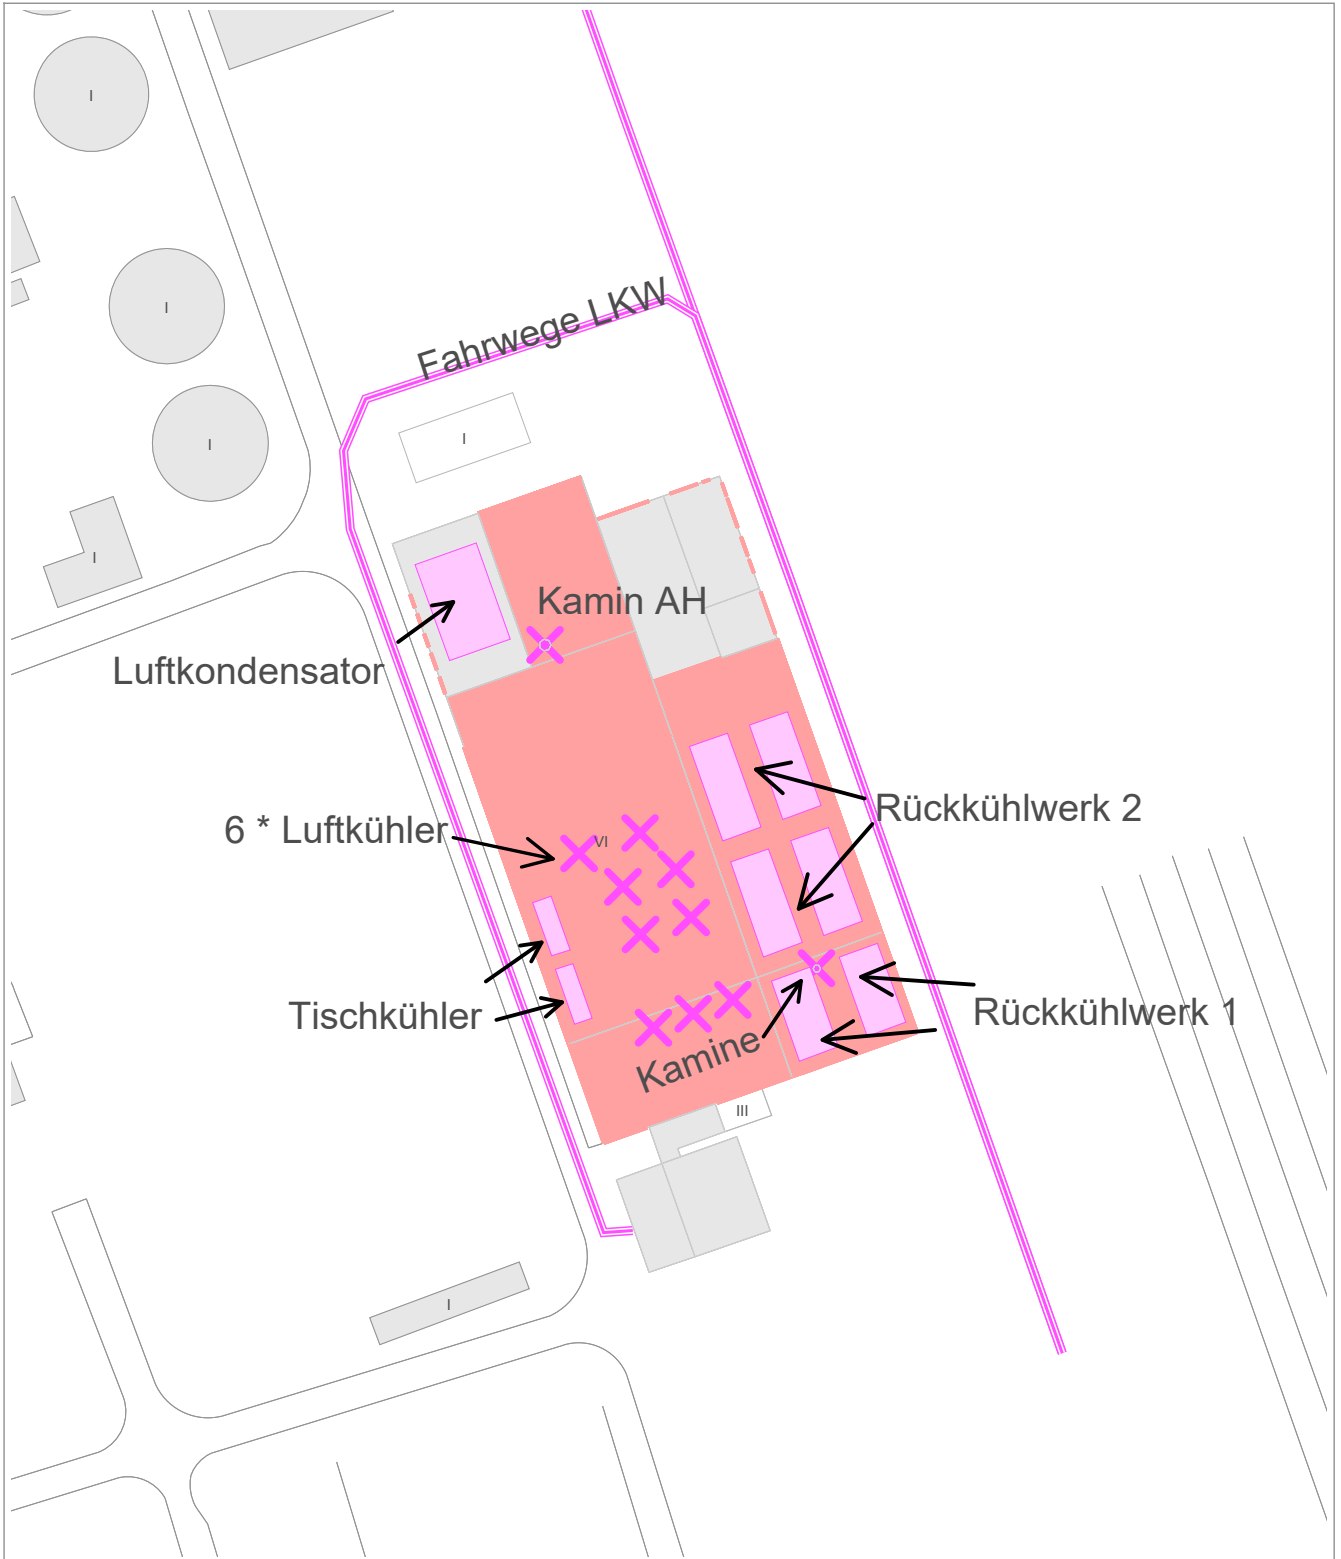 I
I
Fahrwege LKW
I
I
I
Kamin AH
Luftkondensator
Rückkühlwerk 2
6 * Luftkühler
VI
Tischkühler
Rückkühlwerk 1
Kamine
III
I